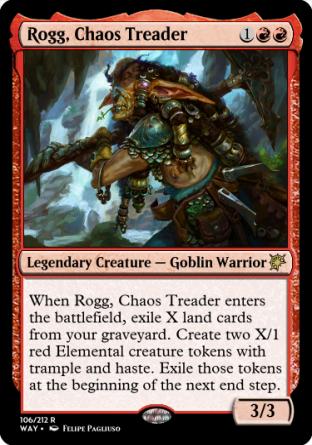 Rogg, Chaos Treader 1
Legendary Creature — Goblin Warrior
When Rogg, Chaos Treader enters
the battlefield, exile X land cards
from your graveyard. Create two X/1
red Elemental creature tokens with
trample and haste. Exile those tokens
at the beginning of the next end step.
3/3
106/212 R
WAY • Felipe Pagliuso